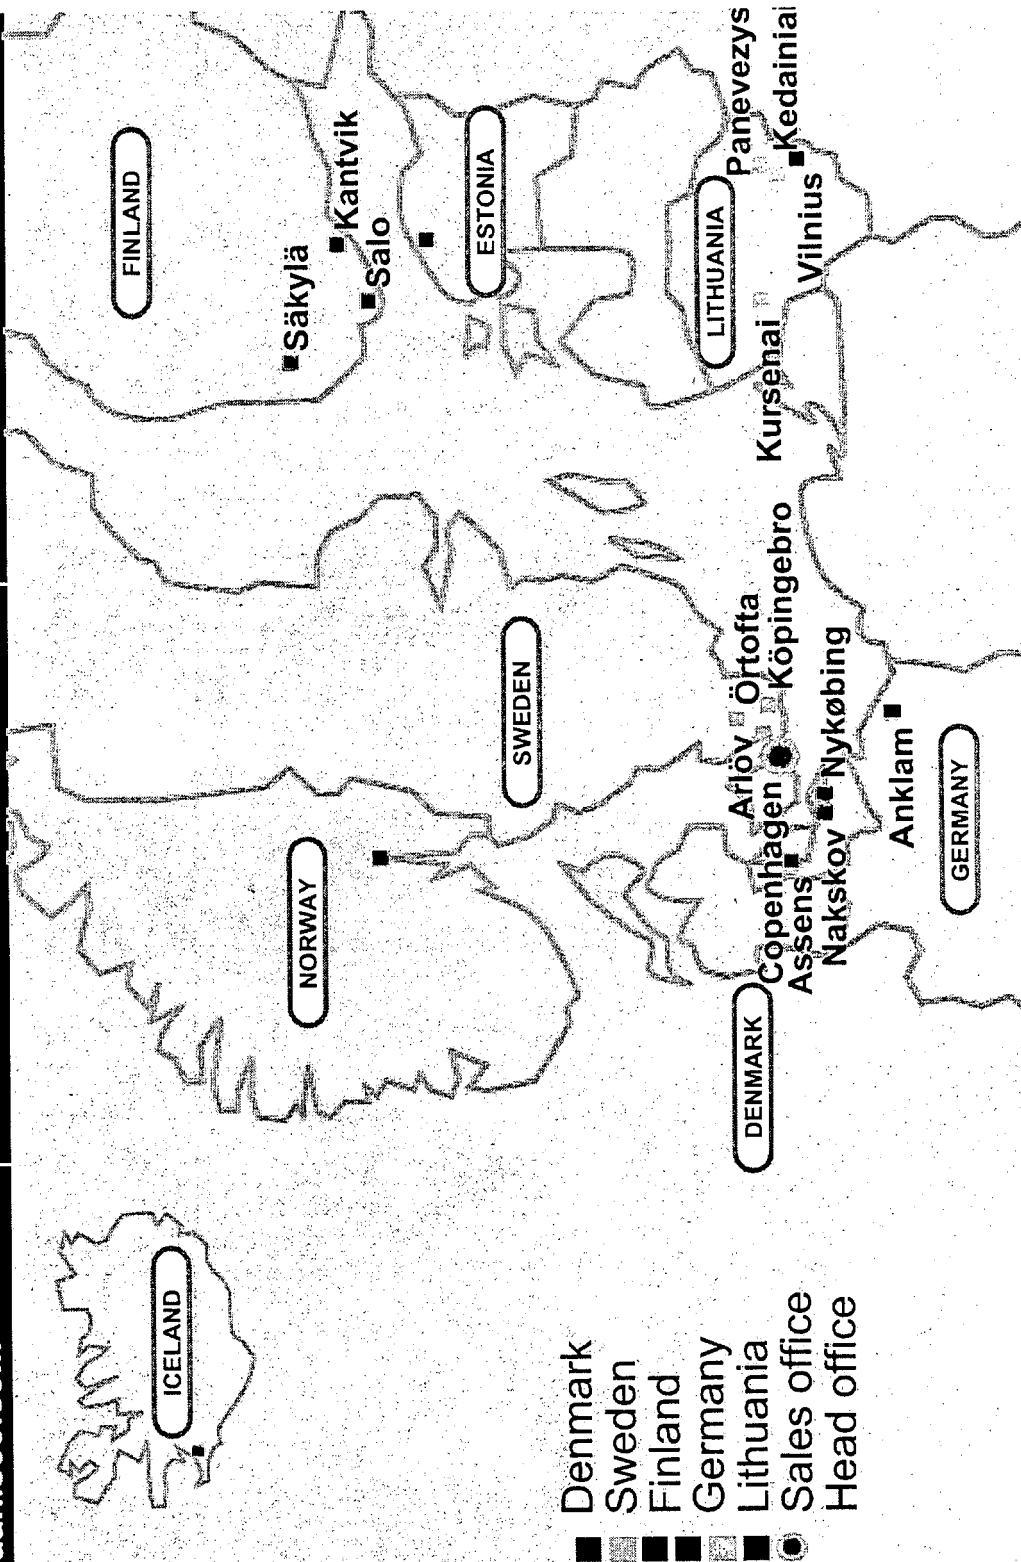 ICELAND
NORWAY
SWEDEN
FINLAND
ESTONIA
LITHUANIA
DENMARK
GERMANY
Säkylä
Kantvik
Salo
Panevezys
Kedainiai
Vilnius
Kursenai
Arlöv
Örtofta
Köpingebro
Copenhagen
Assens
Nakskov
Nykøbing
Anklam
Denmark
Sweden
Finland
Germany
Lithuania
Sales office
Head office